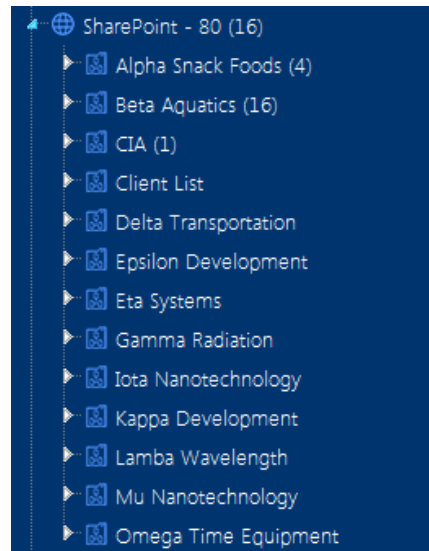 SharePoint - 80 (16)
Alpha Snack Foods (4)
Beta Aquatics (16)
CIA (1)
Client List
Delta Transportation
Epsilon Development
Eta Systems
Gamma Radiation
Iota Nanotechnology
Kappa Development
Lamba Wavelength
Mu Nanotechnology
Omega Time Equipment